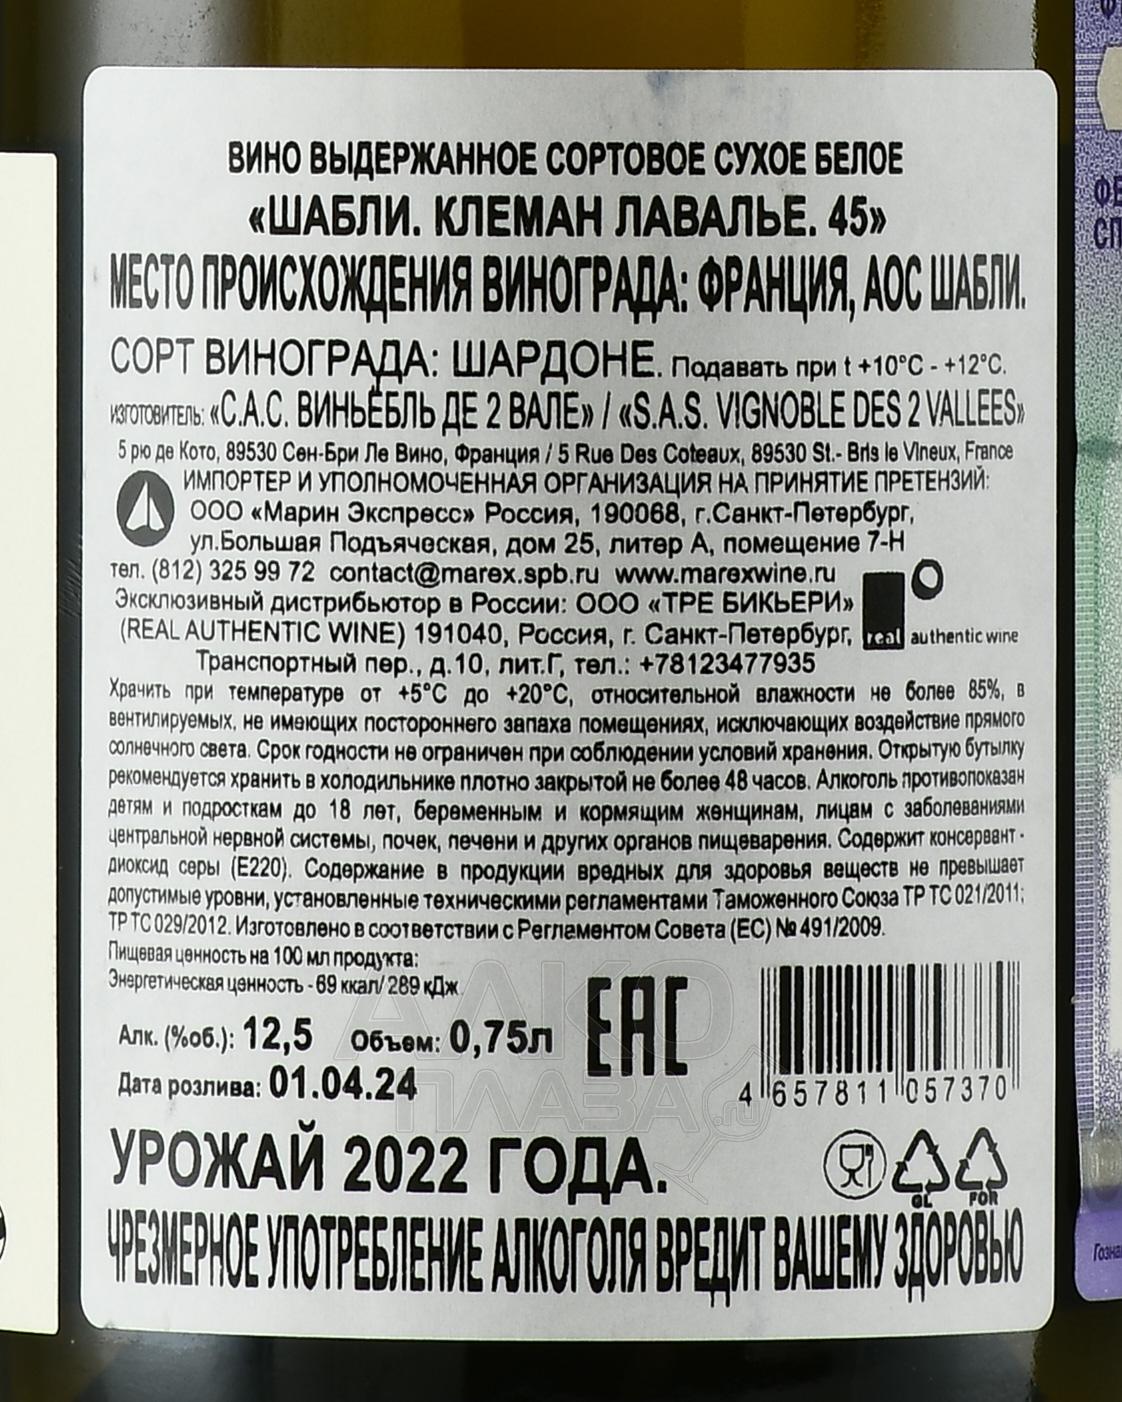 ВИНО ВЫДЕРЖАННОЕ СОРТОВОЕ СУХОЕ БЕЛОЕ
«ШАБЛИ. КЛЕМАН ЛАВАЛЬЕ. 45»
МЕСТО ПРОИСХОЖДЕНИЯ ВИНОГРАДА: ФРАНЦИЯ, АОС ШАБЛИ.
СОРТ ВИНОГРАДА: ШАРДОНЕ. Подавать при t +10°С - +12°С.
ИЗГОТОВИТЕЛЬ: «С.А.С. ВИНЬЕБЛЬ ДЕ 2 ВАЛЕ» / «S.A.S. VIGNOBLE DES 2 VALLEES»
5 рю де Кото, 89530 Сен-Бри Ле Вино, Франция / 5 Rue Des Coteaux, 89530 St.- Bris le Vineux, France
ИМПОРТЕР И УПОЛНОМОЧЕННАЯ ОРГАНИЗАЦИЯ НА ПРИНЯТИЕ ПРЕТЕНЗИЙ:
ООО «Марин Экспресс» Россия, 190068, г.Санкт-Петербург,
ул.Большая Подъяческая, дом 25, литер А, помещение 7-Н
тел. (812) 325 99 72 contact@marex.spb.ru www.marexwine.ru
Эксклюзивный дистрибьютор в России: ООО «ТРЕ БИКЬЕРИ»
(REAL AUTHENTIC WINE) 191040, Россия, г. Санкт-Петербург,
real authentic wine
Транспортный пер., д.10, лит.Г, тел.: +78123477935
Хранить при температуре от +5°С до +20°С, относительной влажности не более 85%, в
вентилируемых, не имеющих постороннего запаха помещениях, исключающих воздействие прямого
солнечного света. Срок годности не ограничен при соблюдении условий хранения. Открытую бутылку
рекомендуется хранить в холодильнике плотно закрытой не более 48 часов. Алкоголь противопоказан
детям и подросткам до 18 лет, беременным и кормящим женщинам, лицам с заболеваниями
центральной нервной системы, почек, печени и других органов пищеварения. Содержит консервант -
диоксид серы (Е220). Содержание в продукции вредных для здоровья веществ не превышает
допустимые уровни, установленные техническими регламентами Таможенного Союза ТР ТС 021/2011;
ТР ТС 029/2012. Изготовлено в соответствии с Регламентом Совета (ЕС) № 491/2009.
Пищевая ценность на 100 мл продукта:
Энергетическая ценность - 69 ккал/ 289 кДж
Алк. (%об.): 12,5 Объем: 0,75л
EAC
Дата розлива: 01.04.24
4 657811 057370
АЛКО
ПЛАЗА.ru
УРОЖАЙ 2022 ГОДА.
GL FOR
ЧРЕЗМЕРНОЕ УПОТРЕБЛЕНИЕ АЛКОГОЛЯ ВРЕДИТ ВАШЕМУ ЗДОРОВЬЮ